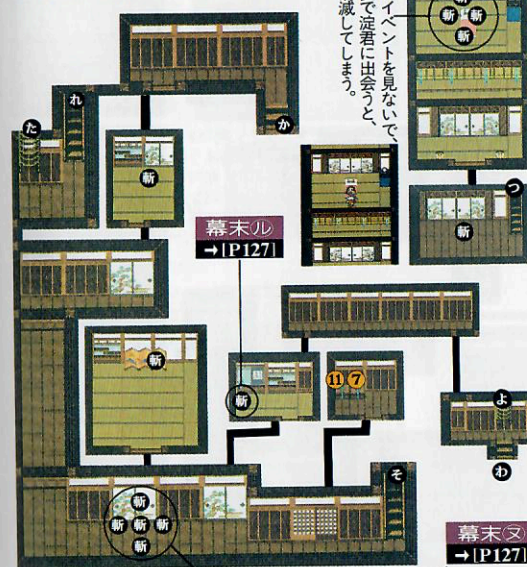 イベントを見ないで、
で淀君に出会うと、
滅してしまう。
斬
斬 斬
斬
か
れ
た
斬
つ
斬
幕末ル
→[P127]
斬
斬
11 7
よ
わ
そ
斬
斬 斬 斬
斬
幕末ヌ
→[P127]